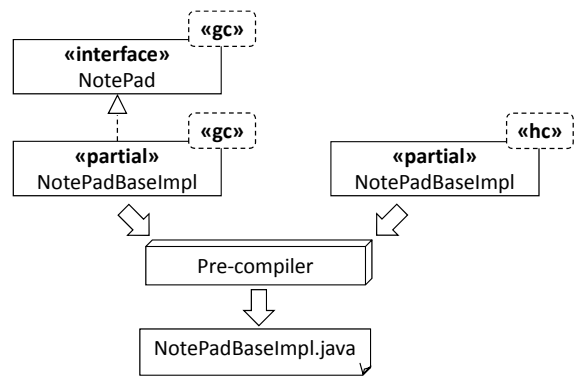 «gc»
«interface»
NotePad
«gc»
«partial»
NotePadBaseImpl
«hc»
«partial»
NotePadBaseImpl
Pre-compiler
NotePadBaseImpl.java